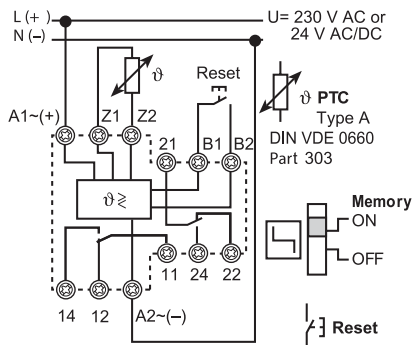 L (+)
N (–)
U= 230 V AC or
24 V AC/DC
ϑ
Reset
A1~(+)
Z1
Z2
21
B1
B2
ϑ PTC
Type A
DIN VDE 0660
Part 303
ϑ ≷
Memory
ON
OFF
11
24
22
14
12
A2~(–)
Reset